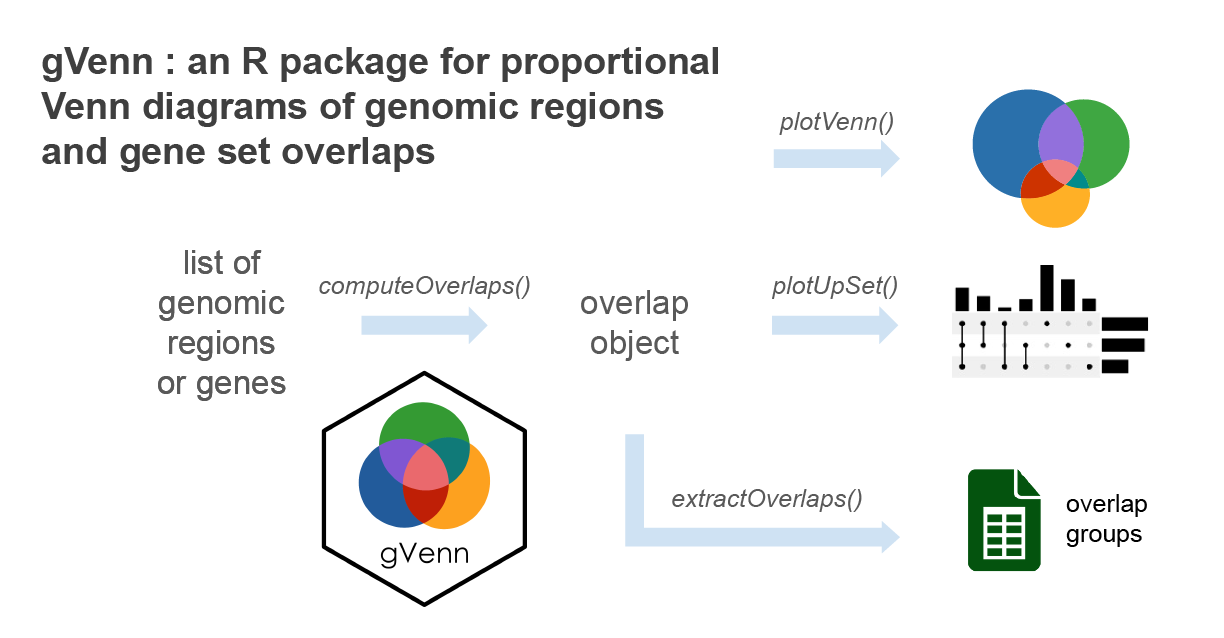 gVenn : an R package for proportional
Venn diagrams of genomic regions
and gene set overlaps
plotVenn()
list of
genomic
regions
or genes
computeOverlaps()
overlap
object
plotUpSet()
gVenn
extractOverlaps()
overlap
groups